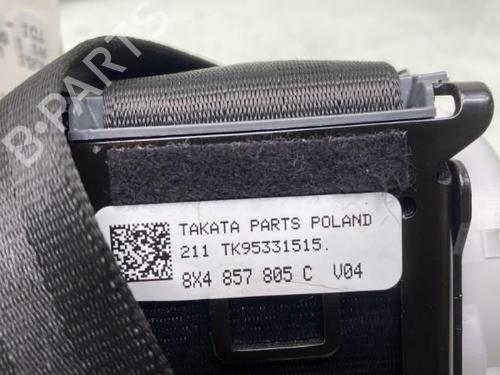 TAKATA PARTS POLAND
211 TK95331515.
8X4 857 805 C V04
B-PARTS